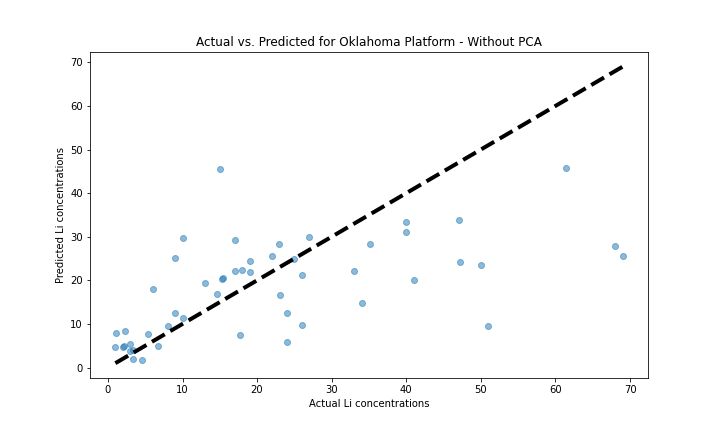 Actual vs. Predicted for Oklahoma Platform - Without PCA
70
60
50
40
30
20
10
0
Predicted Li concentrations
0 10 20 30 40 50 60 70
Actual Li concentrations